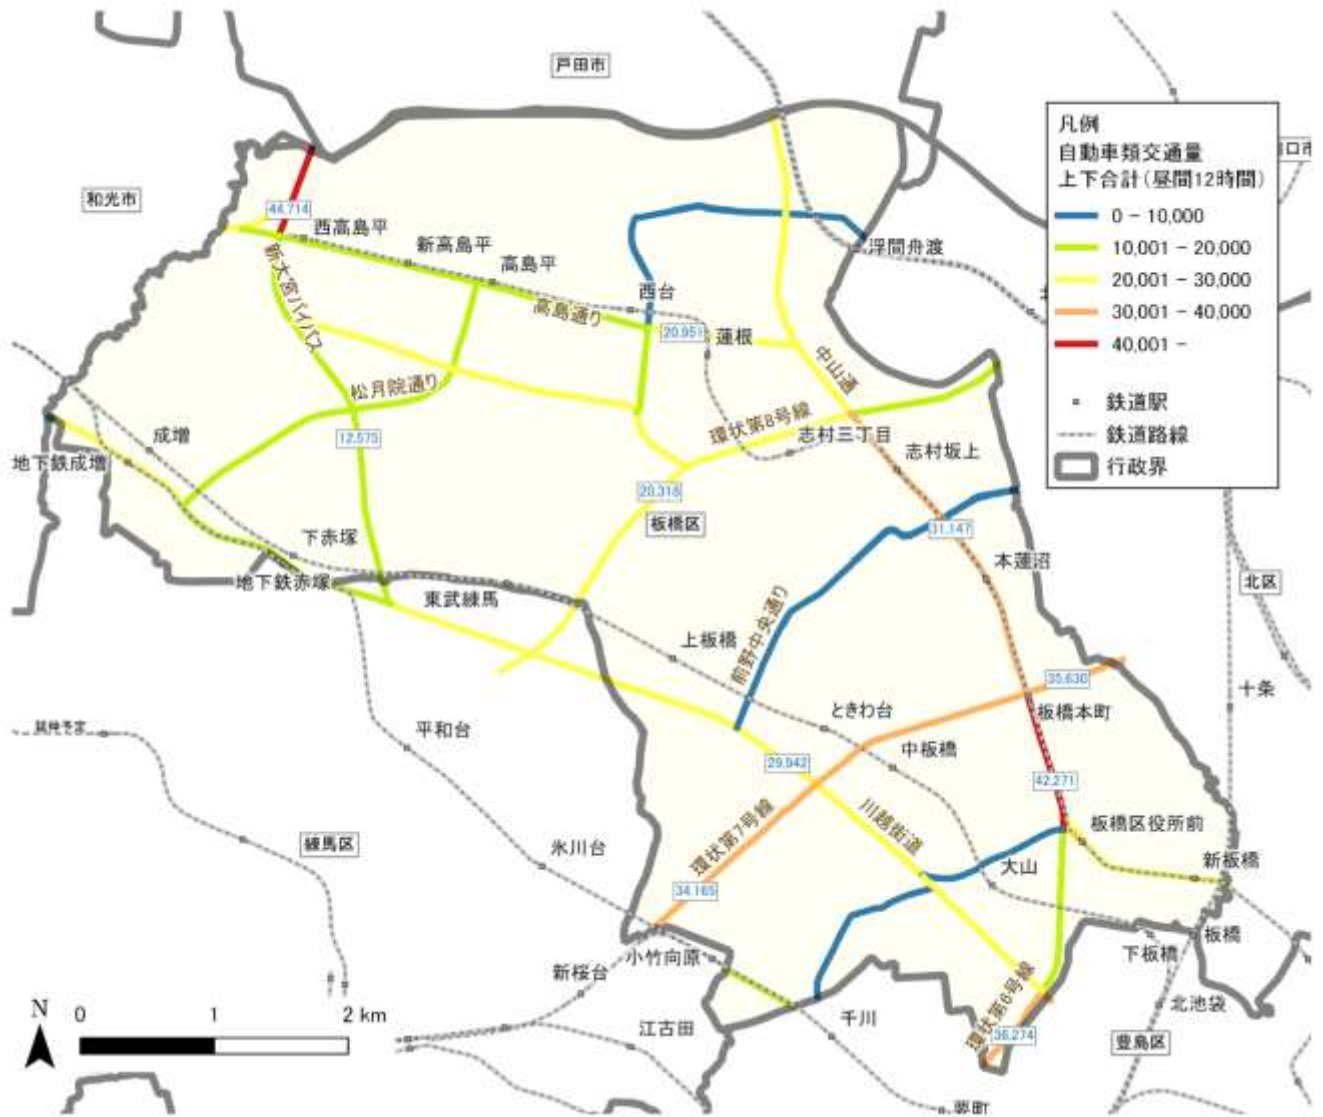 戸田市
凡例
自動車類交通量
上下合計(昼間12時間)
0 - 10,000
10,001 - 20,000
20,001 - 30,000
30,001 - 40,000
40,001 -
鉄道駅
鉄道路線
行政界
和光市
44,714
西高島平
新高島平
高島平
浮間舟渡
新大宮バイパス
高島通り
西台
20,951
蓮根
中山道
松月院通り
環状第8号線
志村三丁目
12,575
成増
地下鉄成増
志村坂上
20,318
板橋区
31,147
下赤塚
本蓮沼
地下鉄赤塚
東武練馬
北区
上板橋
前野中央通り
35,630
十条
ときわ台
板橋本町
延伸予定
平和台
中板橋
29,942
42,271
環状第7号線
川越街道
板橋区役所前
練馬区
氷川台
大山
新板橋
34,165
小竹向原
下板橋
板橋
新桜台
環状第6号線
北池袋
N
0 1 2 km
江古田
千川
36,274
豊島区
要町